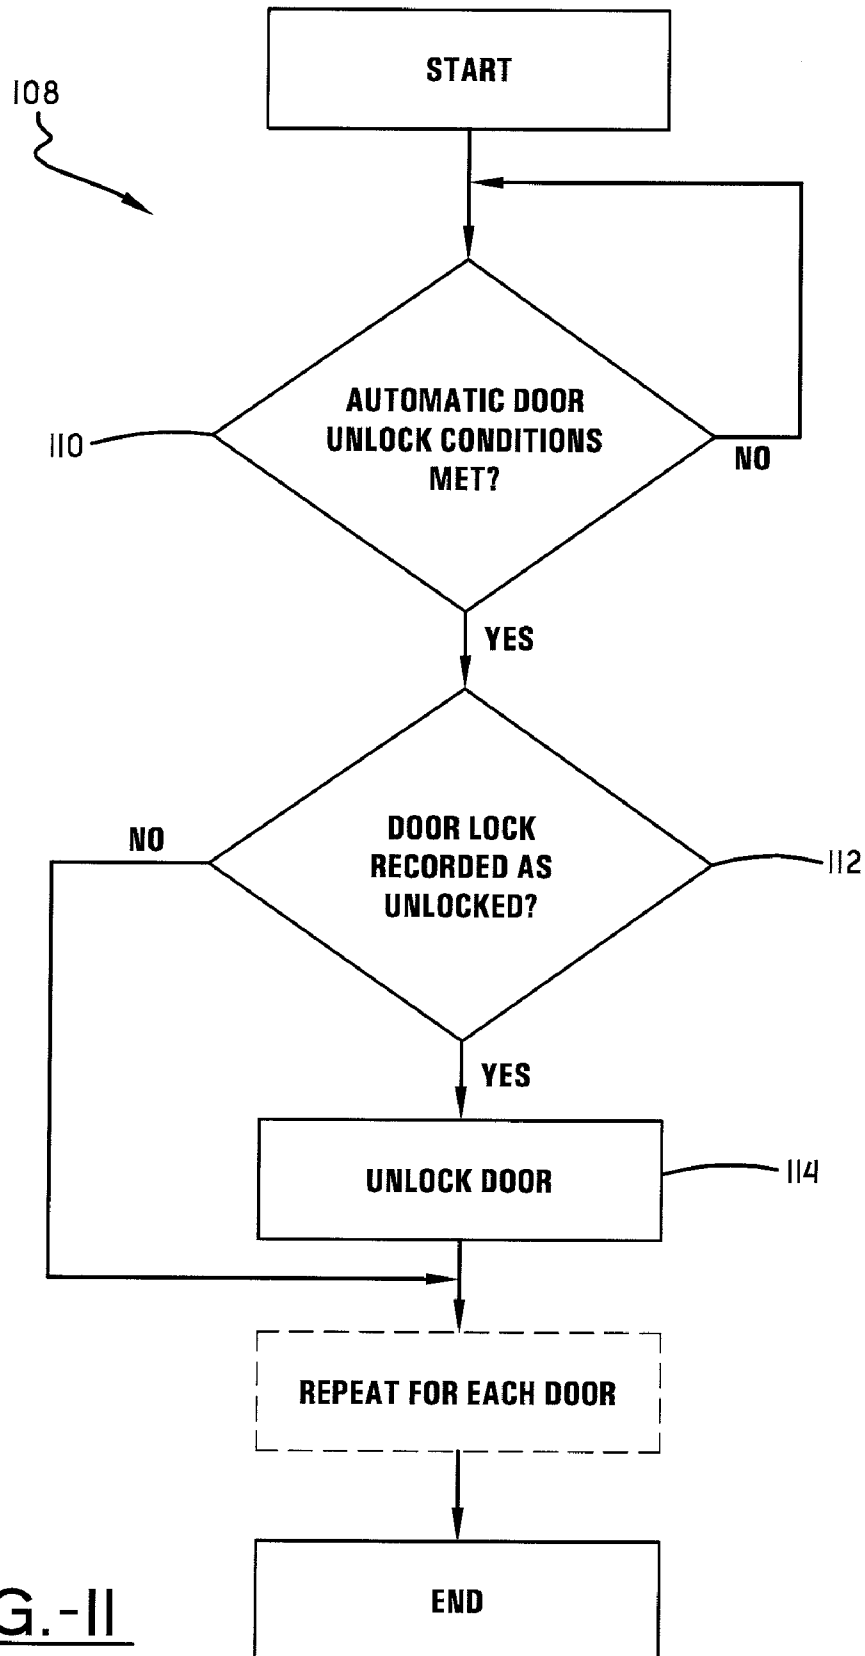 START
108
AUTOMATIC DOOR
UNLOCK CONDITIONS
MET?
110
NO
YES
NO
DOOR LOCK
RECORDED AS
UNLOCKED?
112
YES
UNLOCK DOOR
114
REPEAT FOR EACH DOOR
END
G.-11